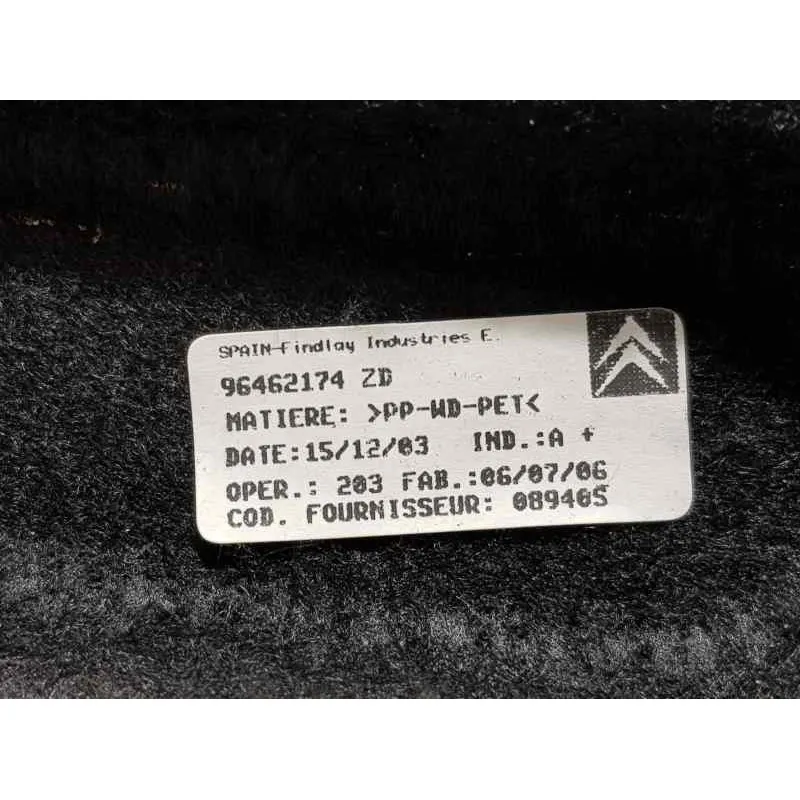 SPAIN-Findlay Industries E.
96462174 ZD
MATIERE: >PP-WD-PET<
DATE:15/12/03 IND.:A +
OPER.: 203 FAB.:06/07/06
COD. FOURNISSEUR: 08940S